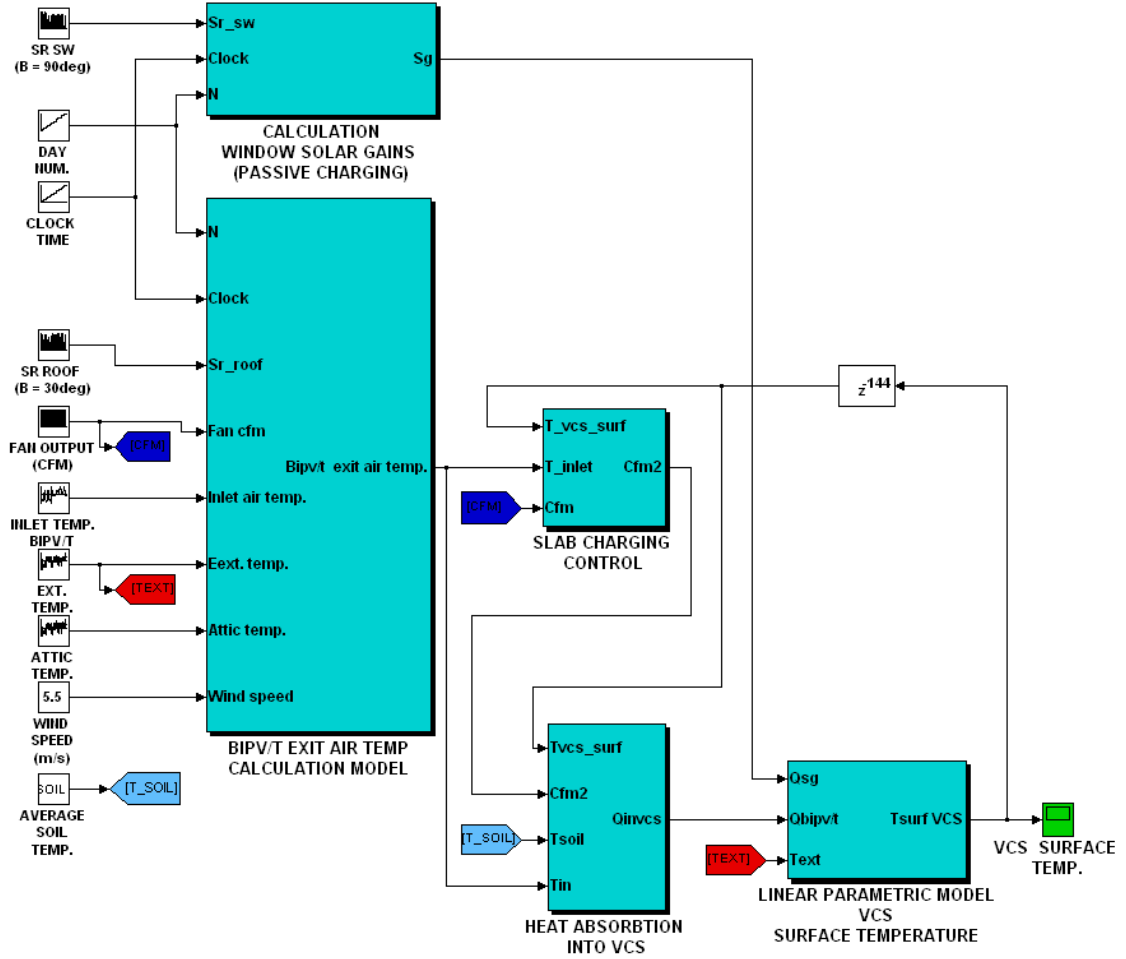 SR SW
(B = 90deg)
DAY
NUM.
CLOCK
TIME
Sr_sw
Clock
N
Sg
CALCULATION
WINDOW SOLAR GAINS
(PASSIVE CHARGING)
N
Clock
Sr_roof
Fan cfm
Inlet air temp.
Eext. temp.
Attic temp.
Wind speed
Bipv/t exit air temp.
BIPV/T EXIT AIR TEMP
CALCULATION MODEL
SR ROOF
(B = 30deg)
FAN OUTPUT
(CFM)
[CFM]
INLET TEMP.
BIPV/T
EXT.
TEMP.
[TEXT]
ATTIC
TEMP.
5.5
WIND
SPEED
(m/s)
SOIL
[T_SOIL]
AVERAGE
SOIL
TEMP.
z-144
T_vcs_surf
T_inlet
Cfm
Cfm2
[CFM]
SLAB CHARGING
CONTROL
Tvcs_surf
Cfm2
Tsoil
Tin
Qinvcs
[T_SOIL]
HEAT ABSORBTION
INTO VCS
Qsg
Qbipv/t
Text
Tsurf VCS
[TEXT]
LINEAR PARAMETRIC MODEL
VCS
SURFACE TEMPERATURE
VCS SURFACE
TEMP.